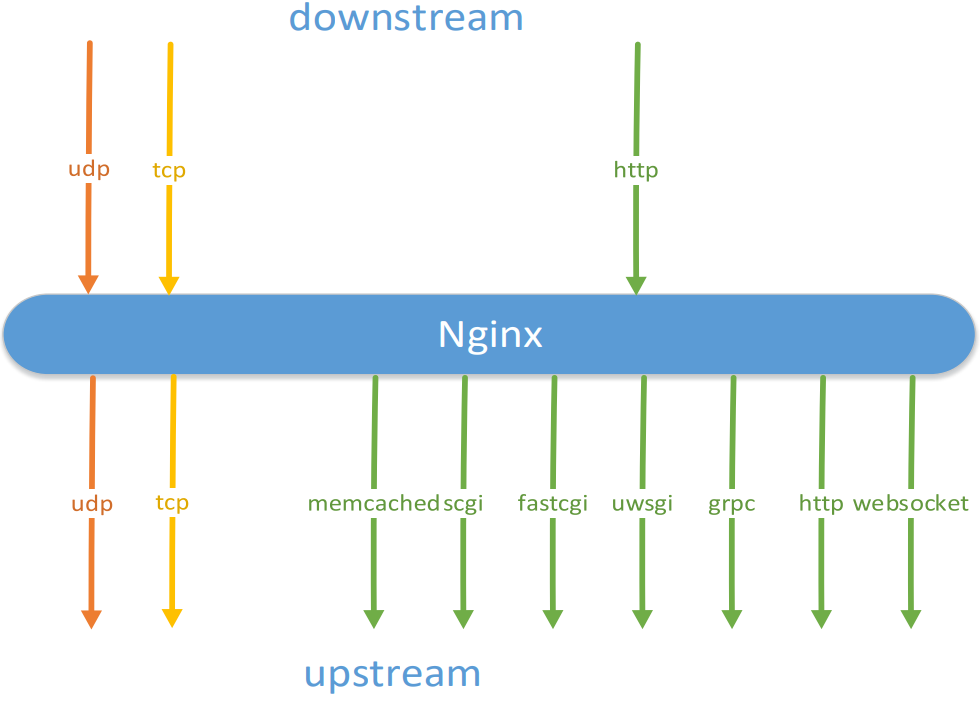 downstream
udp tcp http
Nginx
udp tcp memcached scgi fastcgi uwsgi grpc http websocket
upstream